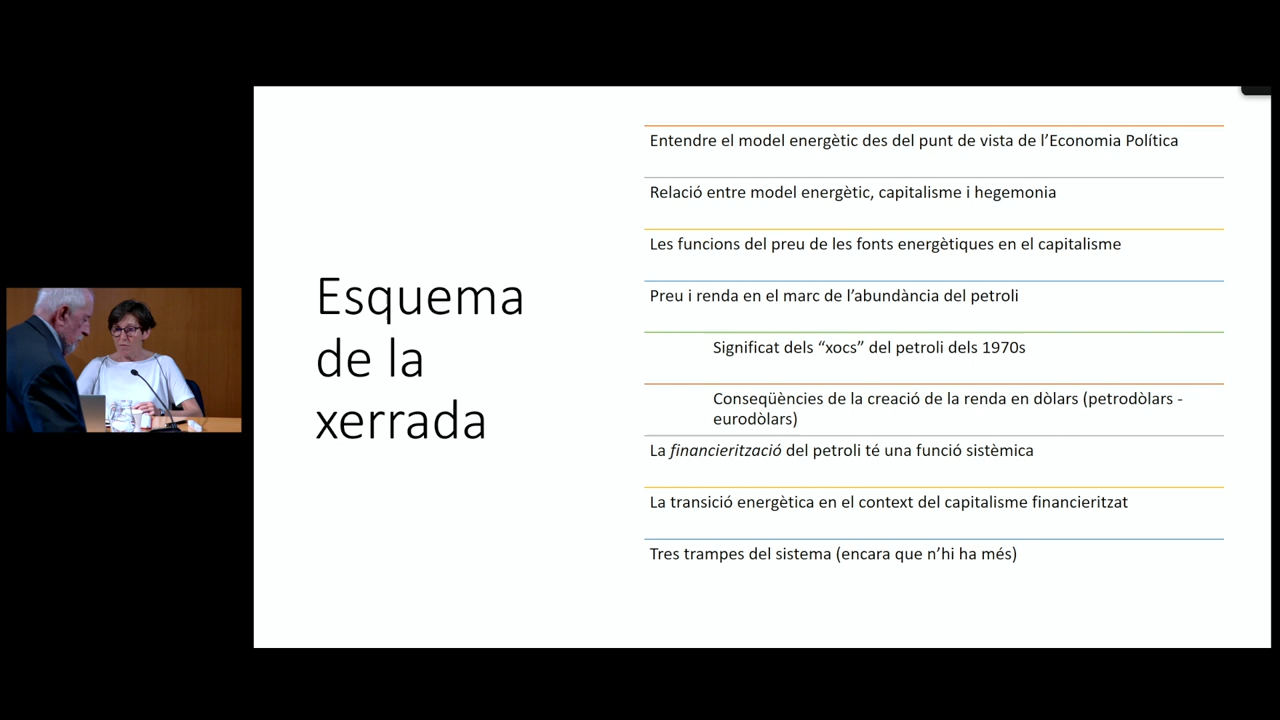 Esquema
de la
xerrada
Entendre el model energètic des del punt de vista de l’Economia Política
Relació entre model energètic, capitalisme i hegemonia
Les funcions del preu de les fonts energètiques en el capitalisme
Preu i renda en el marc de l’abundància del petroli
Significat dels “xocs” del petroli dels 1970s
Conseqüències de la creació de la renda en dòlars (petrodòlars -
eurodòlars)
La financierització del petroli té una funció sistèmica
La transició energètica en el context del capitalisme financieritzat
Tres trampes del sistema (encara que n’hi ha més)